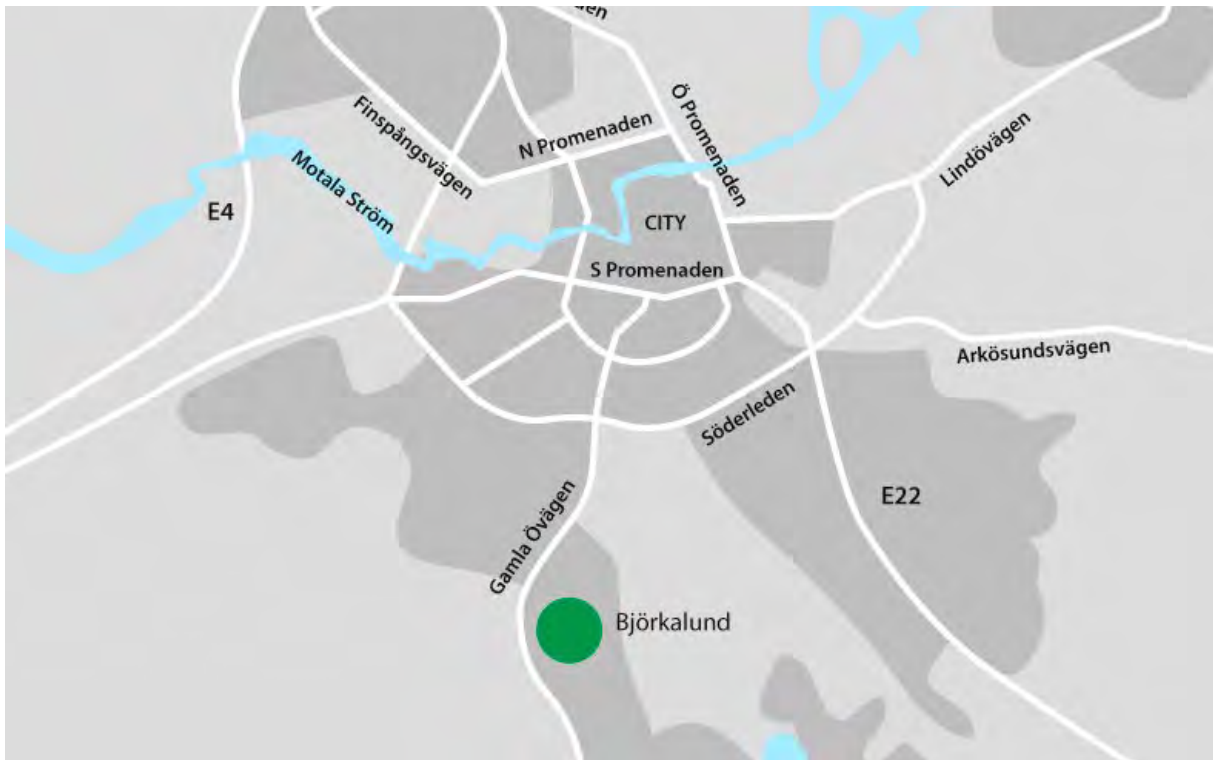 Finspångsvägen
N Promenaden
Ö Promenaden
Lindövägen
Motala Ström
E4
CITY
S Promenaden
Arkösundsvägen
Söderleden
E22
Gamla Övägen
Björkalund